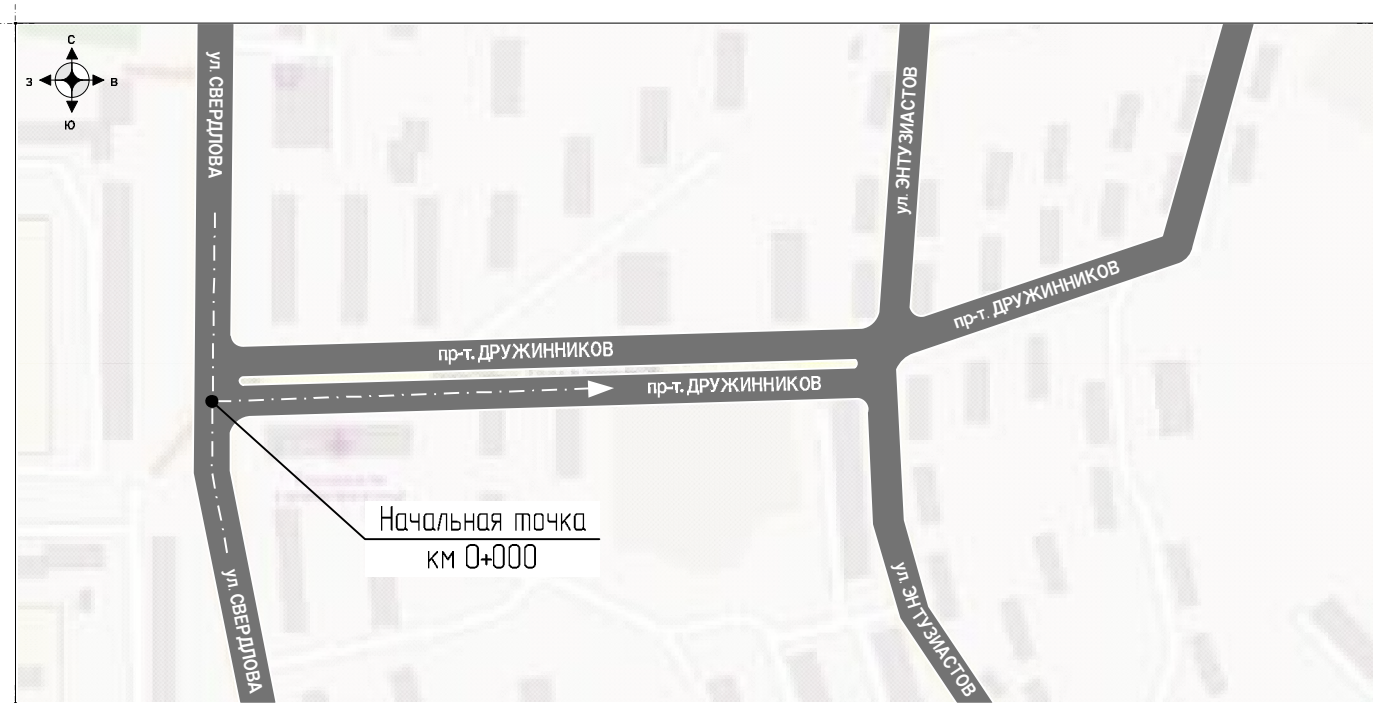 С
З
В
Ю
ул. СВЕРДЛОВА
ул. ЭНТУЗИАСТОВ
пр-т. ДРУЖИННИКОВ
пр-т. ДРУЖИННИКОВ
пр-т. ДРУЖИННИКОВ
Начальная точка
км 0+000
ул. СВЕРДЛОВА
ул. ЭНТУЗИАСТОВ